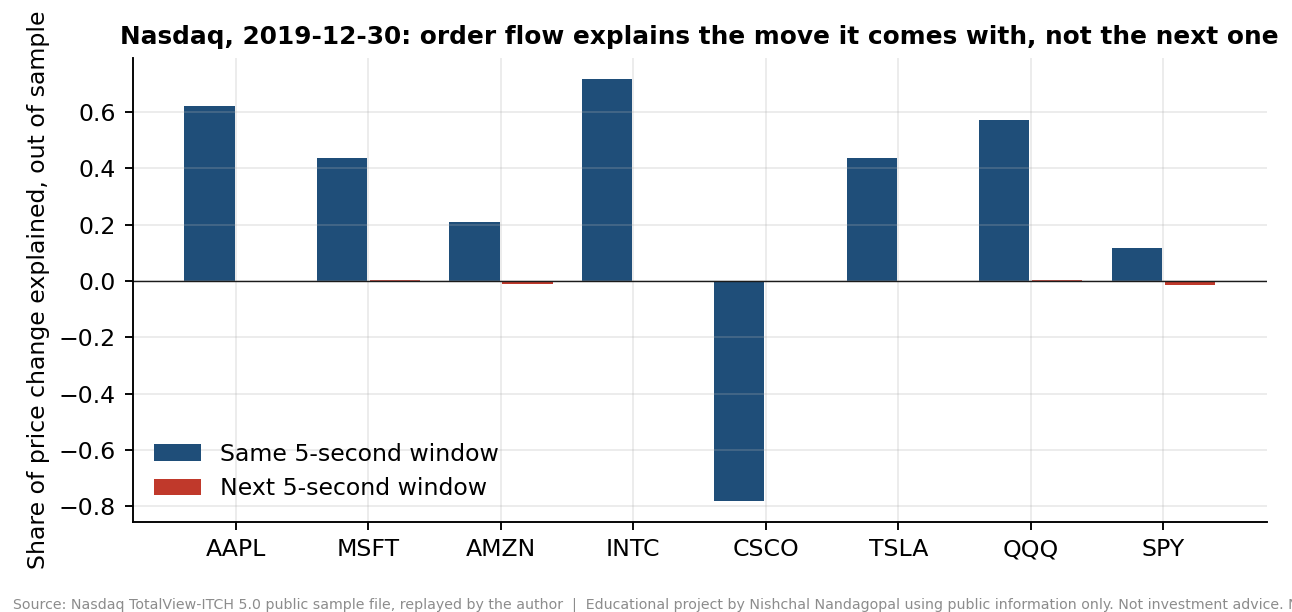 Nasdaq, 2019-12-30: order flow explains the move it comes with, not the next one
Share of price change explained, out of sample
0.6
0.4
0.2
0.0
−0.2
−0.4
−0.6
−0.8
Same 5-second window
Next 5-second window
AAPL MSFT AMZN INTC CSCO TSLA QQQ SPY
Source: Nasdaq TotalView-ITCH 5.0 public sample file, replayed by the author | Educational project by Nishchal Nandagopal using public information only. Not investment advice.